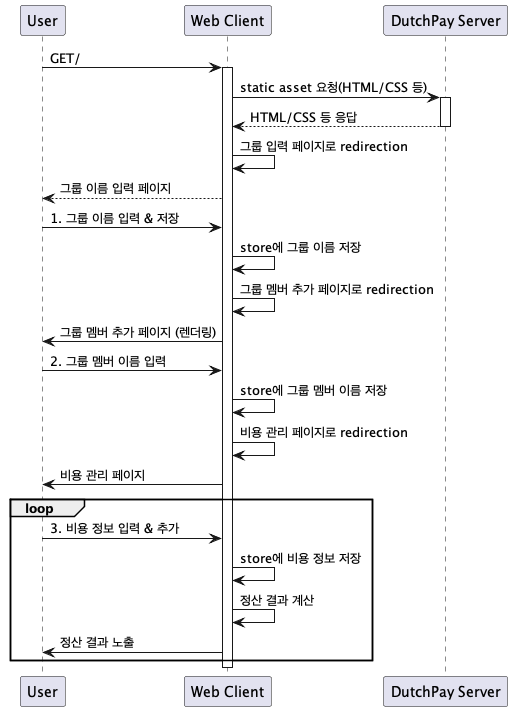 User
Web Client
DutchPay Server
GET/
static asset 요청(HTML/CSS 등)
HTML/CSS 등 응답
그룹 입력 페이지로 redirection
그룹 이름 입력 페이지
1. 그룹 이름 입력 & 저장
store에 그룹 이름 저장
그룹 멤버 추가 페이지로 redirection
그룹 멤버 추가 페이지 (렌더링)
2. 그룹 멤버 이름 입력
store에 그룹 멤버 이름 저장
비용 관리 페이지로 redirection
비용 관리 페이지
loop
3. 비용 정보 입력 & 추가
store에 비용 정보 저장
정산 결과 계산
정산 결과 노출
User
Web Client
DutchPay Server